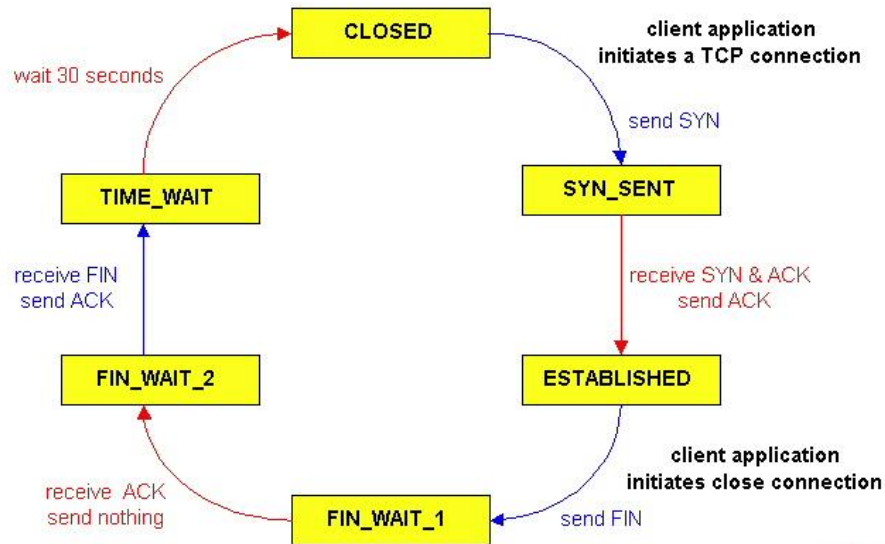 CLOSED
client application
initiates a TCP connection
wait 30 seconds
send SYN
TIME_WAIT
SYN_SENT
receive FIN
send ACK
receive SYN & ACK
send ACK
FIN_WAIT_2
ESTABLISHED
client application
initiates close connection
receive ACK
send nothing
FIN_WAIT_1
send FIN